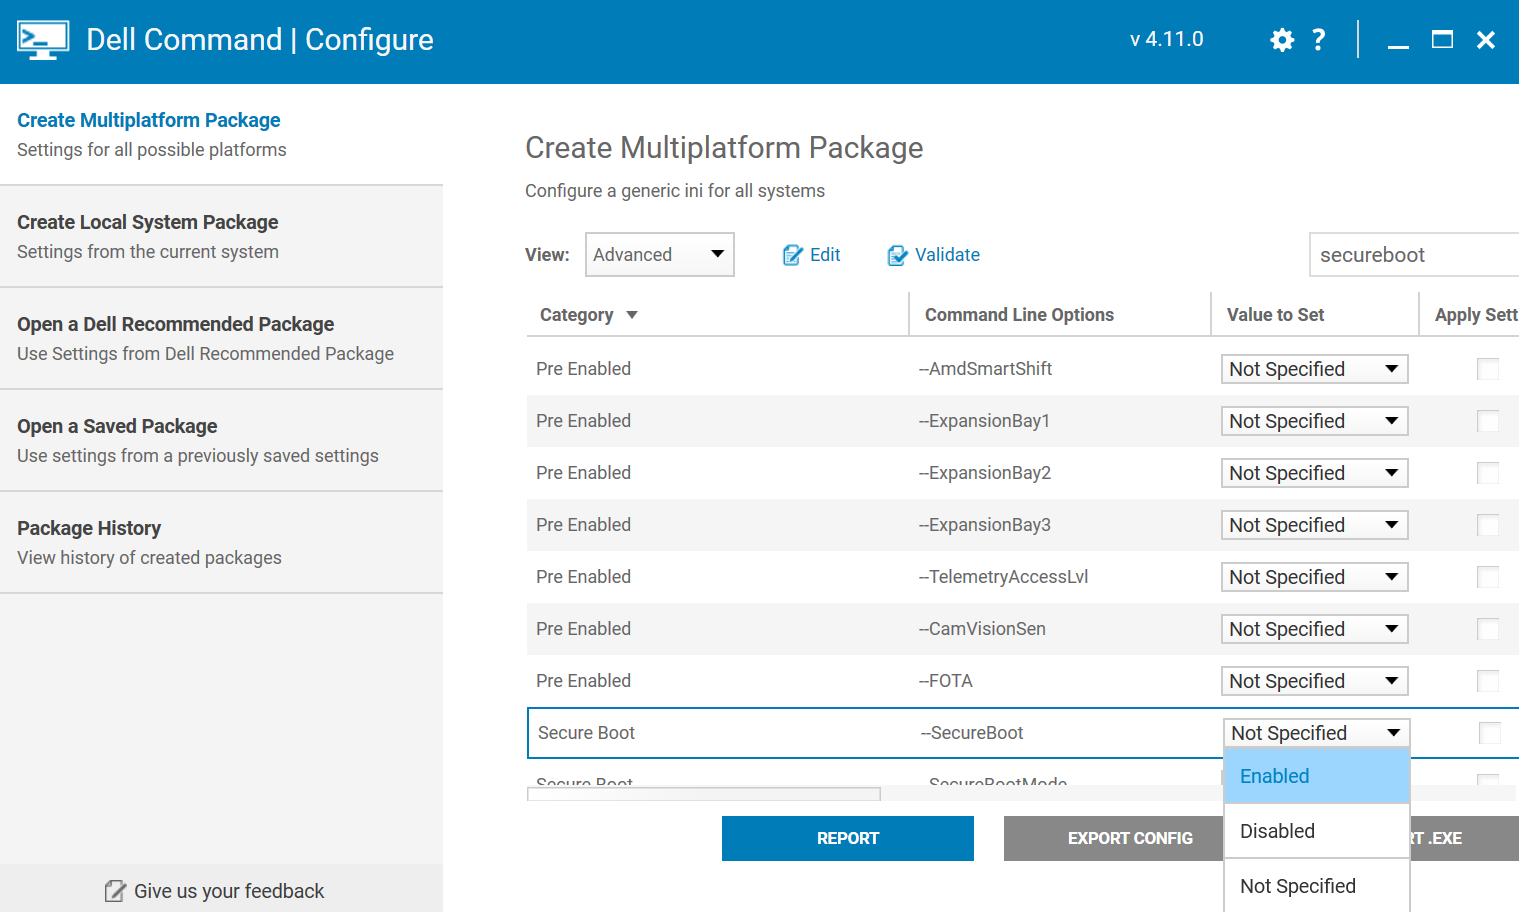 Dell Command | Configure
v 4.11.0
?
Create Multiplatform Package
Settings for all possible platforms
Create Local System Package
Settings from the current system
Open a Dell Recommended Package
Use Settings from Dell Recommended Package
Open a Saved Package
Use settings from a previously saved settings
Package History
View history of created packages
Give us your feedback
Create Multiplatform Package
Configure a generic ini for all systems
View: Advanced Edit Validate secureboot
Category Command Line Options Value to Set Apply Sett
Pre Enabled --AmdSmartShift Not Specified
Pre Enabled --ExpansionBay1 Not Specified
Pre Enabled --ExpansionBay2 Not Specified
Pre Enabled --ExpansionBay3 Not Specified
Pre Enabled --TelemetryAccessLvl Not Specified
Pre Enabled --CamVisionSen Not Specified
Pre Enabled --FOTA Not Specified
Secure Boot --SecureBoot Not Specified
Secure Boot --SecureBootMode
Enabled
Disabled
Not Specified
REPORT EXPORT CONFIG RT .EXE